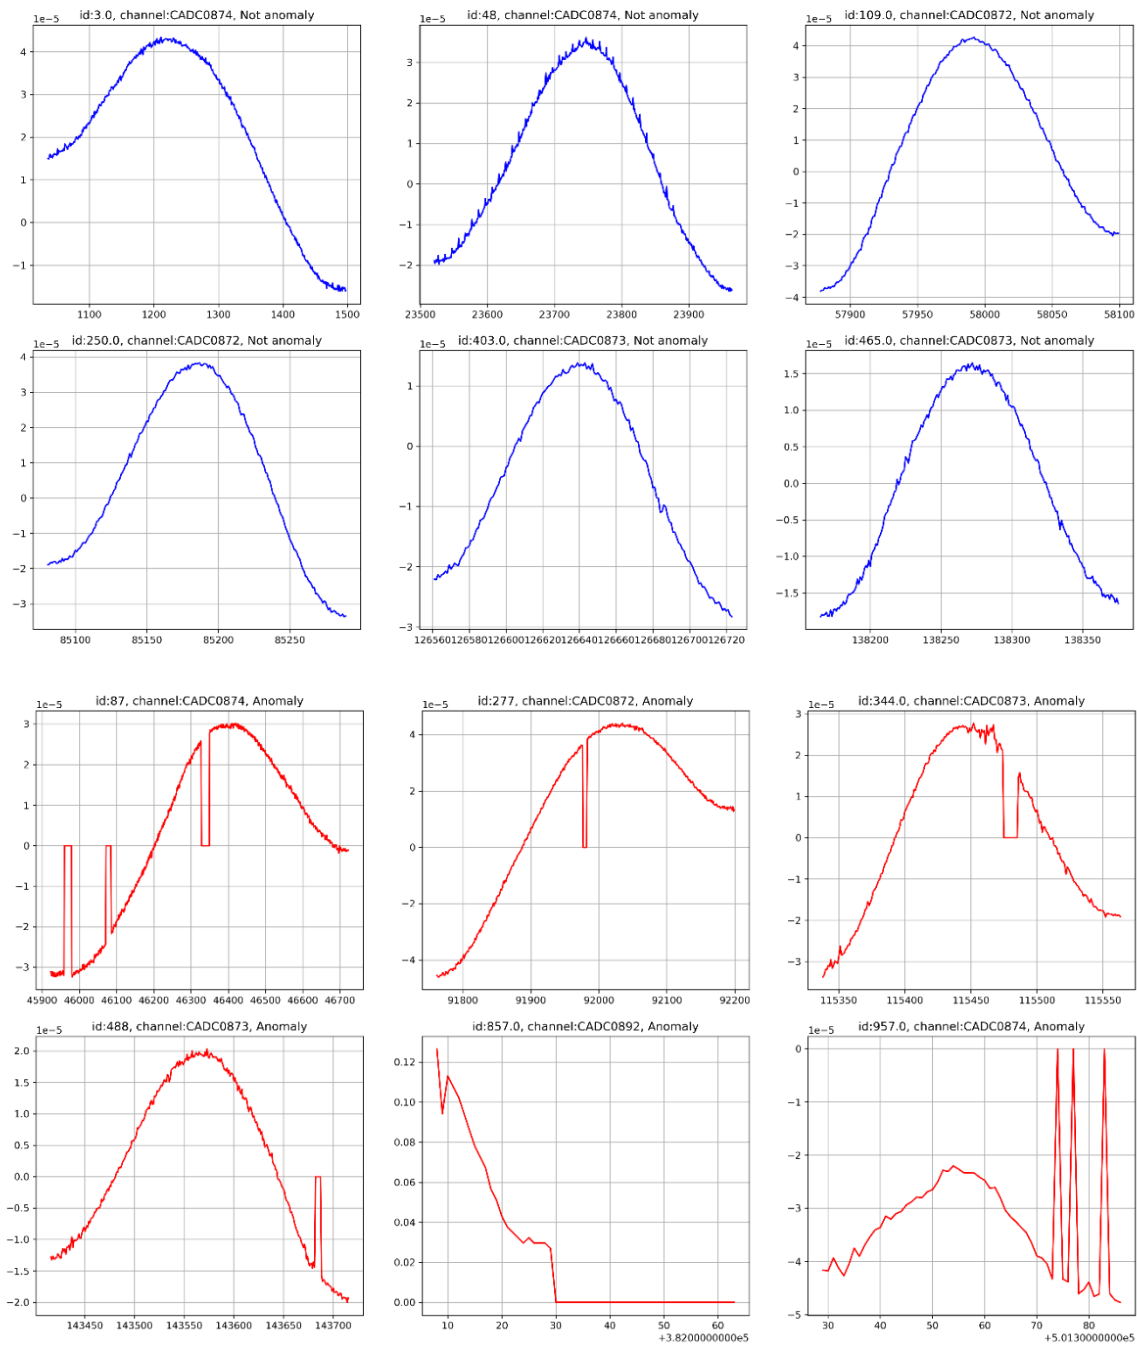 id:3.0, channel:CADC0874, Not anomaly
1e−5
4
3
2
1
0
−1
1100 1200 1300 1400 1500
id:48, channel:CADC0874, Not anomaly
1e−5
3
2
1
0
−1
−2
23500 23600 23700 23800 23900
id:109.0, channel:CADC0872, Not anomaly
1e−5
4
3
2
1
0
−1
−2
−3
−4
57900 57950 58000 58050 58100
id:250.0, channel:CADC0872, Not anomaly
1e−5
4
3
2
1
0
−1
−2
−3
85100 85150 85200 85250
id:403.0, channel:CADC0873, Not anomaly
1e−5
1
0
−1
−2
−3
126560 126580 126600 126620 126640 126660 126680 126700 126720
id:465.0, channel:CADC0873, Not anomaly
1e−5
1.5
1.0
0.5
0.0
−0.5
−1.0
−1.5
138200 138250 138300 138350
id:87, channel:CADC0874, Anomaly
1e−5
3
2
1
0
−1
−2
−3
45900 46000 46100 46200 46300 46400 46500 46600 46700
id:277, channel:CADC0872, Anomaly
1e−5
4
2
0
−2
−4
91800 91900 92000 92100 92200
id:344.0, channel:CADC0873, Anomaly
1e−5
3
2
1
0
−1
−2
−3
115350 115400 115450 115500 115550
id:488, channel:CADC0873, Anomaly
1e−5
2.0
1.5
1.0
0.5
0.0
−0.5
−1.0
−1.5
−2.0
143450 143500 143550 143600 143650 143700
id:857.0, channel:CADC0892, Anomaly
0.12
0.10
0.08
0.06
0.04
0.02
0.00
10 20 30 40 50 60
+3.8200000000e5
id:957.0, channel:CADC0874, Anomaly
1e−5
0
−1
−2
−3
−4
−5
30 40 50 60 70 80
+5.0130000000e5